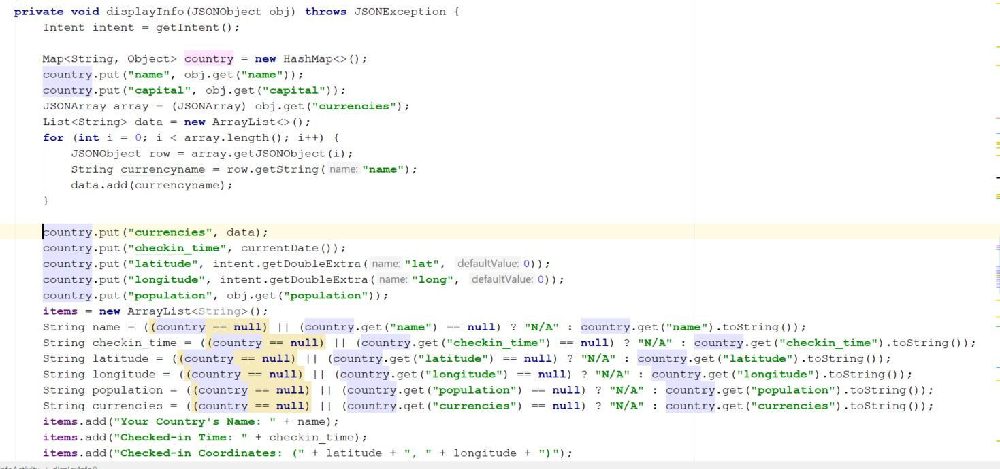 private void displayInfo(JSONObject obj) throws JSONException {
Intent intent = getIntent();
Map<String, Object> country = new HashMap<>();
country.put("name", obj.get("name"));
country.put("capital", obj.get("capital"));
JSONArray array = (JSONArray) obj.get("currencies");
List<String> data = new ArrayList<>();
for (int i = 0; i < array.length(); i++) {
JSONObject row = array.getJSONObject(i);
String currencyname = row.getString( name: "name");
data.add(currencyname);
}
country.put("currencies", data);
country.put("checkin_time", currentDate());
country.put("latitude", intent.getDoubleExtra( name: "lat", defaultValue: 0));
country.put("longitude", intent.getDoubleExtra( name: "long", defaultValue: 0));
country.put("population", obj.get("population"));
items = new ArrayList<String>();
String name = ((country == null) || (country.get("name") == null) ? "N/A" : country.get("name").toString());
String checkin_time = ((country == null) || (country.get("checkin_time") == null) ? "N/A" : country.get("checkin_time").toString());
String latitude = ((country == null) || (country.get("latitude") == null) ? "N/A" : country.get("latitude").toString());
String longitude = ((country == null) || (country.get("longitude") == null) ? "N/A" : country.get("longitude").toString());
String population = ((country == null) || (country.get("population") == null) ? "N/A" : country.get("population").toString());
String currencies = ((country == null) || (country.get("currencies") == null) ? "N/A" : country.get("currencies").toString());
items.add("Your Country's Name: " + name);
items.add("Checked-in Time: " + checkin_time);
items.add("Checked-in Coordinates: (" + latitude + ", " + longitude + ")");